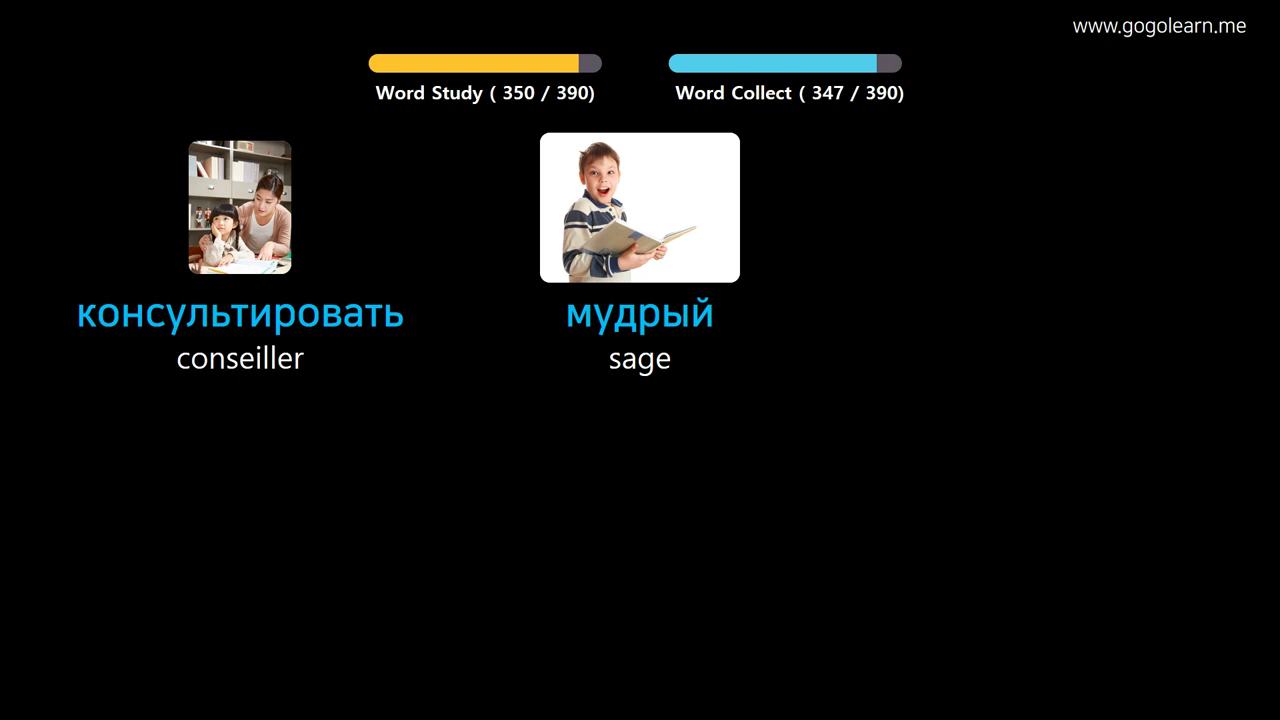 www.gogolearn.me
Word Study ( 350 / 390)
Word Collect ( 347 / 390)
консультировать
conseiller
мудрый
sage